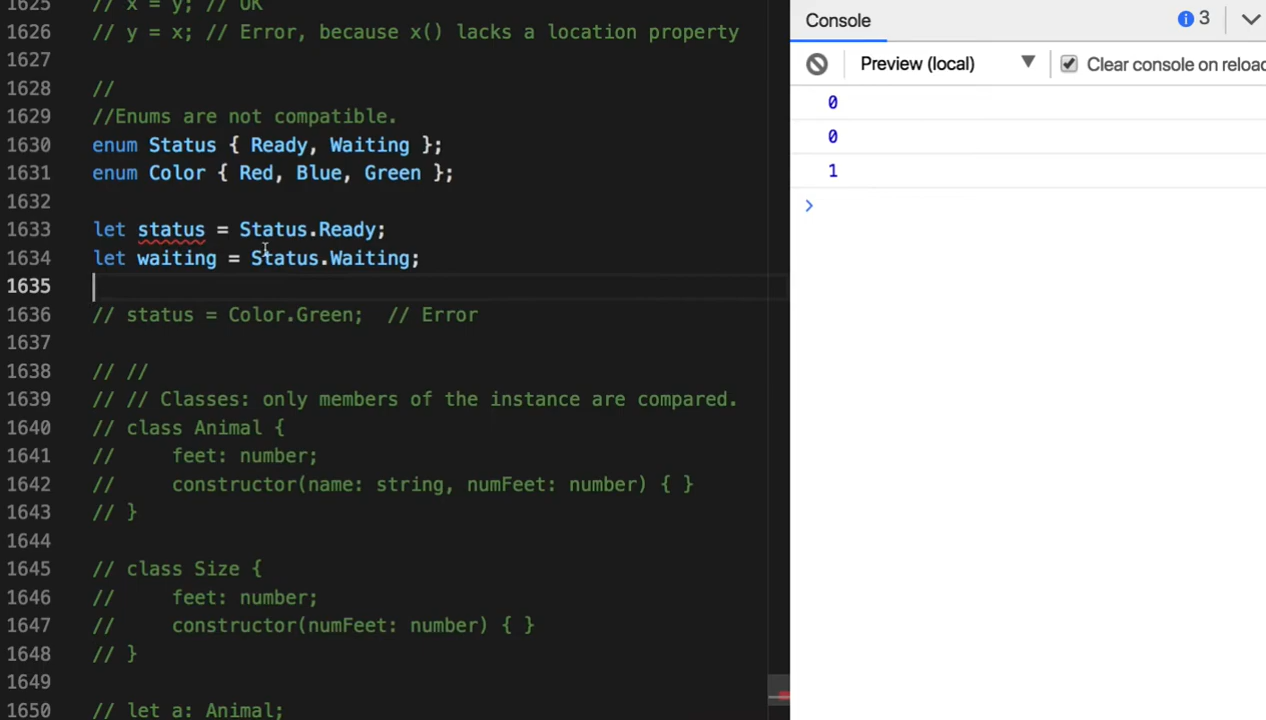 1625 // x = y; // OK
1626 // y = x; // Error, because x() lacks a location property
1627
1628 //
1629 //Enums are not compatible.
1630 enum Status { Ready, Waiting };
1631 enum Color { Red, Blue, Green };
1632
1633 let status = Status.Ready;
1634 let waiting = Status.Waiting;
1635
1636 // status = Color.Green;  // Error
1637
1638 // //
1639 // // Classes: only members of the instance are compared.
1640 // class Animal {
1641 //     feet: number;
1642 //     constructor(name: string, numFeet: number) { }
1643 // }
1644
1645 // class Size {
1646 //     feet: number;
1647 //     constructor(numFeet: number) { }
1648 // }
1649
1650 // let a: Animal;
Console
3
Preview (local)
Clear console on reload
0
0
1
>